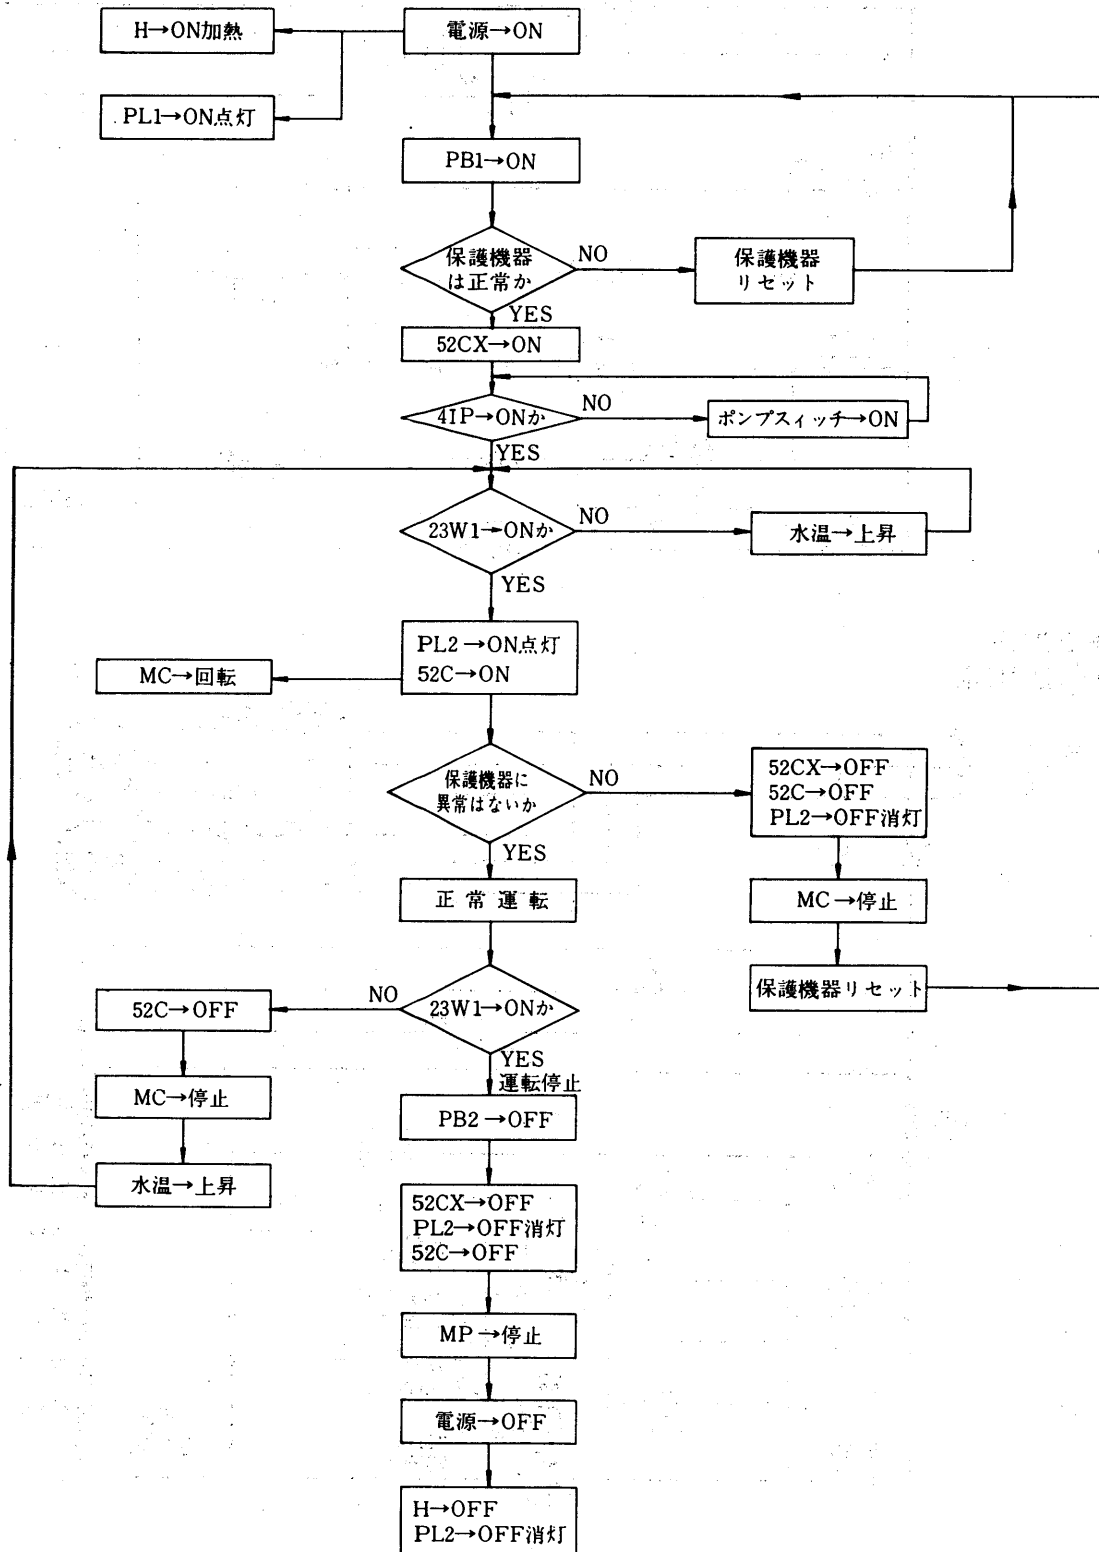 H→ON加熱
電源→ON
PL1→ON点灯
PB1→ON
保護機器
は正常か
NO
保護機器
リセット
YES
52CX→ON
4IP→ONか
NO
ポンプスィッチ→ON
YES
23W1→ONか
NO
水温→上昇
YES
PL2→ON点灯
52C→ON
MC→回転
保護機器に
異常はないか
NO
52CX→OFF
52C→OFF
PL2→OFF消灯
YES
正常運転
MC→停止
保護機器リセット
23W1→ONか
NO
52C→OFF
YES
運転停止
MC→停止
PB2→OFF
水温→上昇
52CX→OFF
PL2→OFF消灯
52C→OFF
MP→停止
電源→OFF
H→OFF
PL2→OFF消灯